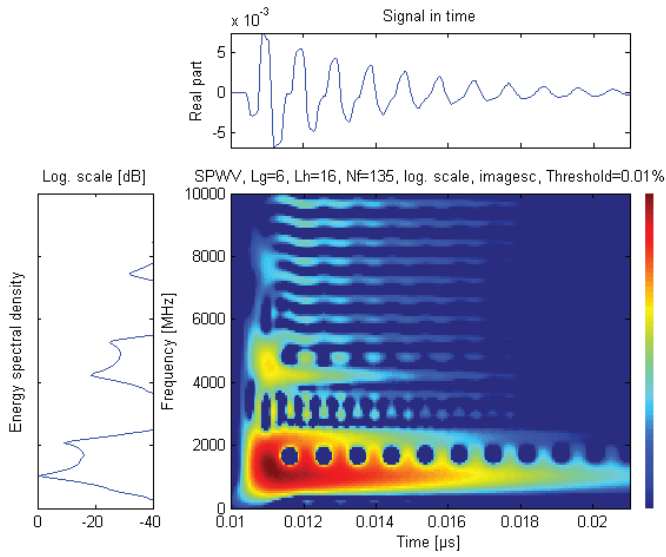 Signal in time
x 10⁻³
5
0
-5
Real part
Log. scale [dB]
SPWV, Lg=6, Lh=16, Nf=135, log. scale, imagesc, Threshold=0.01%
Energy spectral density
Frequency [MHz]
10000
8000
6000
4000
2000
0
0 -20 -40
0.01 0.012 0.014 0.016 0.018 0.02
Time [µs]